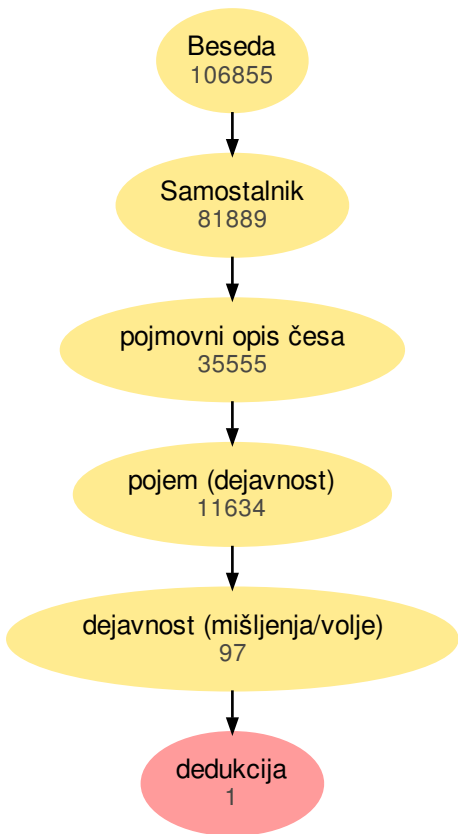 Beseda
106855
Samostalnik
81889
pojmovni opis česa
35555
pojem (dejavnost)
11634
dejavnost (mišljenja/volje)
97
dedukcija
1